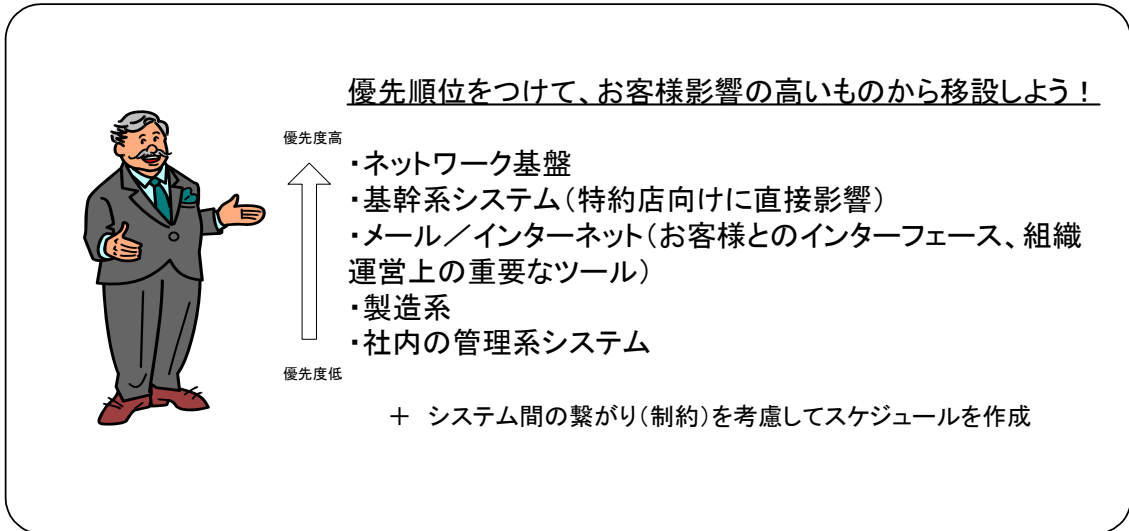 優先順位をつけて、お客様影響の高いものから移設しよう！
優先度高
・ネットワーク基盤
・基幹系システム（特約店向けに直接影響）
・メール／インターネット（お客様とのインターフェース、組織
運営上の重要なツール）
・製造系
・社内の管理系システム
優先度低
＋ システム間の繋がり（制約）を考慮してスケジュールを作成